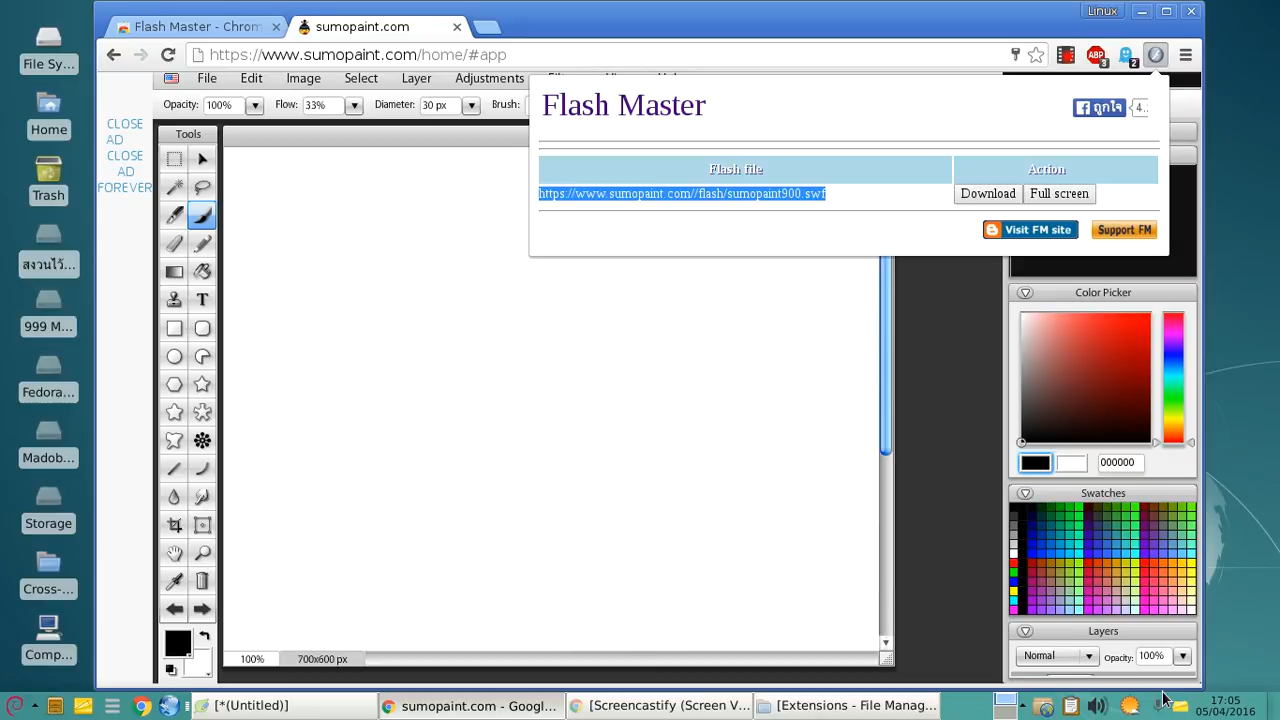 Linux
Flash Master - Chrom
sumopaint.com
https://www.sumopaint.com/home/#app
3
2
File Edit Image Select Layer Adjustments
Opacity: 100% Flow: 33% Diameter: 30 px Brush:
Flash Master
ถูกใจ
4.
Flash file Action
https://www.sumopaint.com//flash/sumopaint900.swf Download Full screen
Visit FM site Support FM
CLOSE
AD
CLOSE
AD
FOREVER
Tools
T
Color Picker
000000
Swatches
Layers
Normal Opacity: 100%
100% 700x600 px
File Sy...
Home
Trash
สงวนไว้...
999 M...
Fedora...
Madob...
Storage
Cross-...
Comp...
[*(Untitled)]
sumopaint.com - Googl...
[Screencastify (Screen V...
[Extensions - File Manag...
17:05
05/04/2016